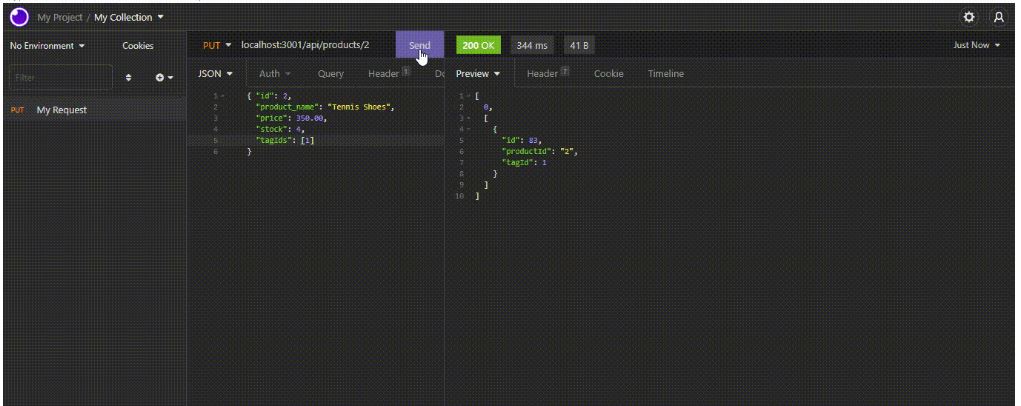 My Project / My Collection
No Environment
Cookies
PUT localhost:3001/api/products/2
Send
200 OK
344 ms
41 B
Just Now
Filter
JSON
Auth
Query
Header 1
Preview
Header 7
Cookie
Timeline
PUT My Request
1 { "id": 2,
2 "product_name": "Tennis Shoes",
3 "price": 350.00,
4 "stock": 4,
5 "tagIds": [1]
6 }
1 [
2 0,
3 [
4 {
5 "id": 83,
6 "productId": "2",
7 "tagId": 1
8 }
9 ]
10 ]